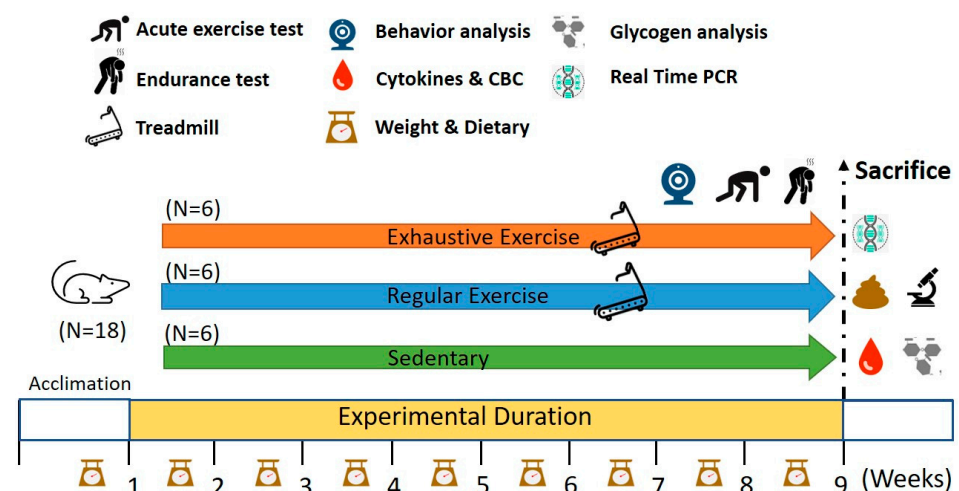 Acute exercise test
Behavior analysis
Glycogen analysis
Endurance test
Cytokines & CBC
Real Time PCR
Treadmill
Weight & Dietary
Sacrifice
(N=6)
Exhaustive Exercise
(N=6)
Regular Exercise
(N=18)
(N=6)
Sedentary
Acclimation
Experimental Duration
1 2 3 4 5 6 7 8 9 (Weeks)